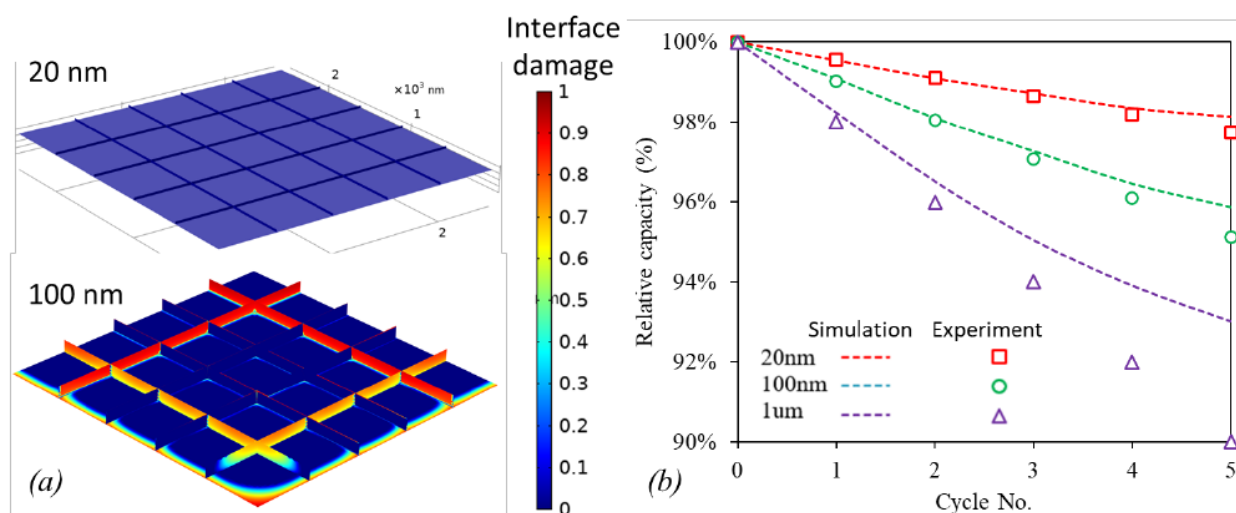 20 nm
2
×10³ nm
1
2
100 nm
(a)
Interface
damage
1
0.9
0.8
0.7
0.6
0.5
0.4
0.3
0.2
0.1
0
Relative capacity (%)
100%
98%
96%
94%
92%
90%
Simulation Experiment
20nm
100nm
1um
0 1 2 3 4 5
(b)
Cycle No.